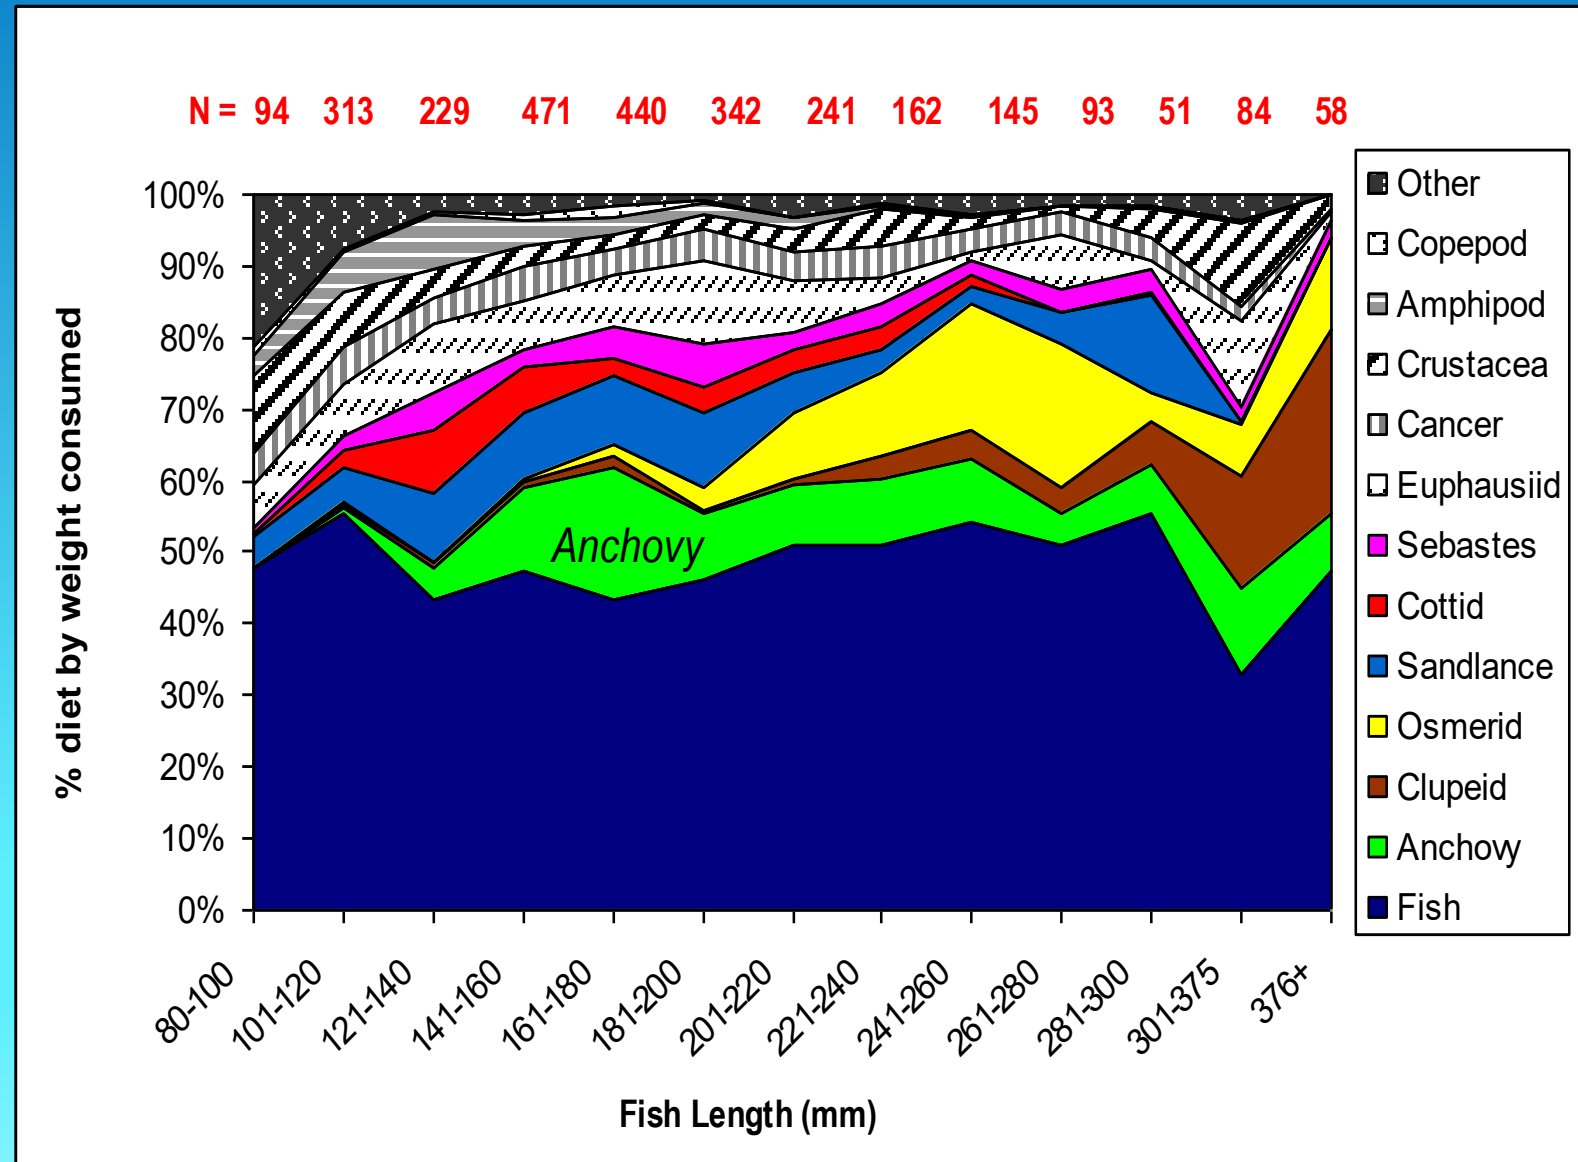 N = 94 313 229 471 440 342 241 162 145 93 51 84 58
100%
90%
80%
70%
60%
50%
40%
30%
20%
10%
0%
% diet by weight consumed
Anchovy
80-100
101-120
121-140
141-160
161-180
181-200
201-220
221-240
241-260
261-280
281-300
301-375
376+
Fish Length (mm)
Other
Copepod
Amphipod
Crustacea
Cancer
Euphausiid
Sebastes
Cottid
Sandlance
Osmerid
Clupeid
Anchovy
Fish